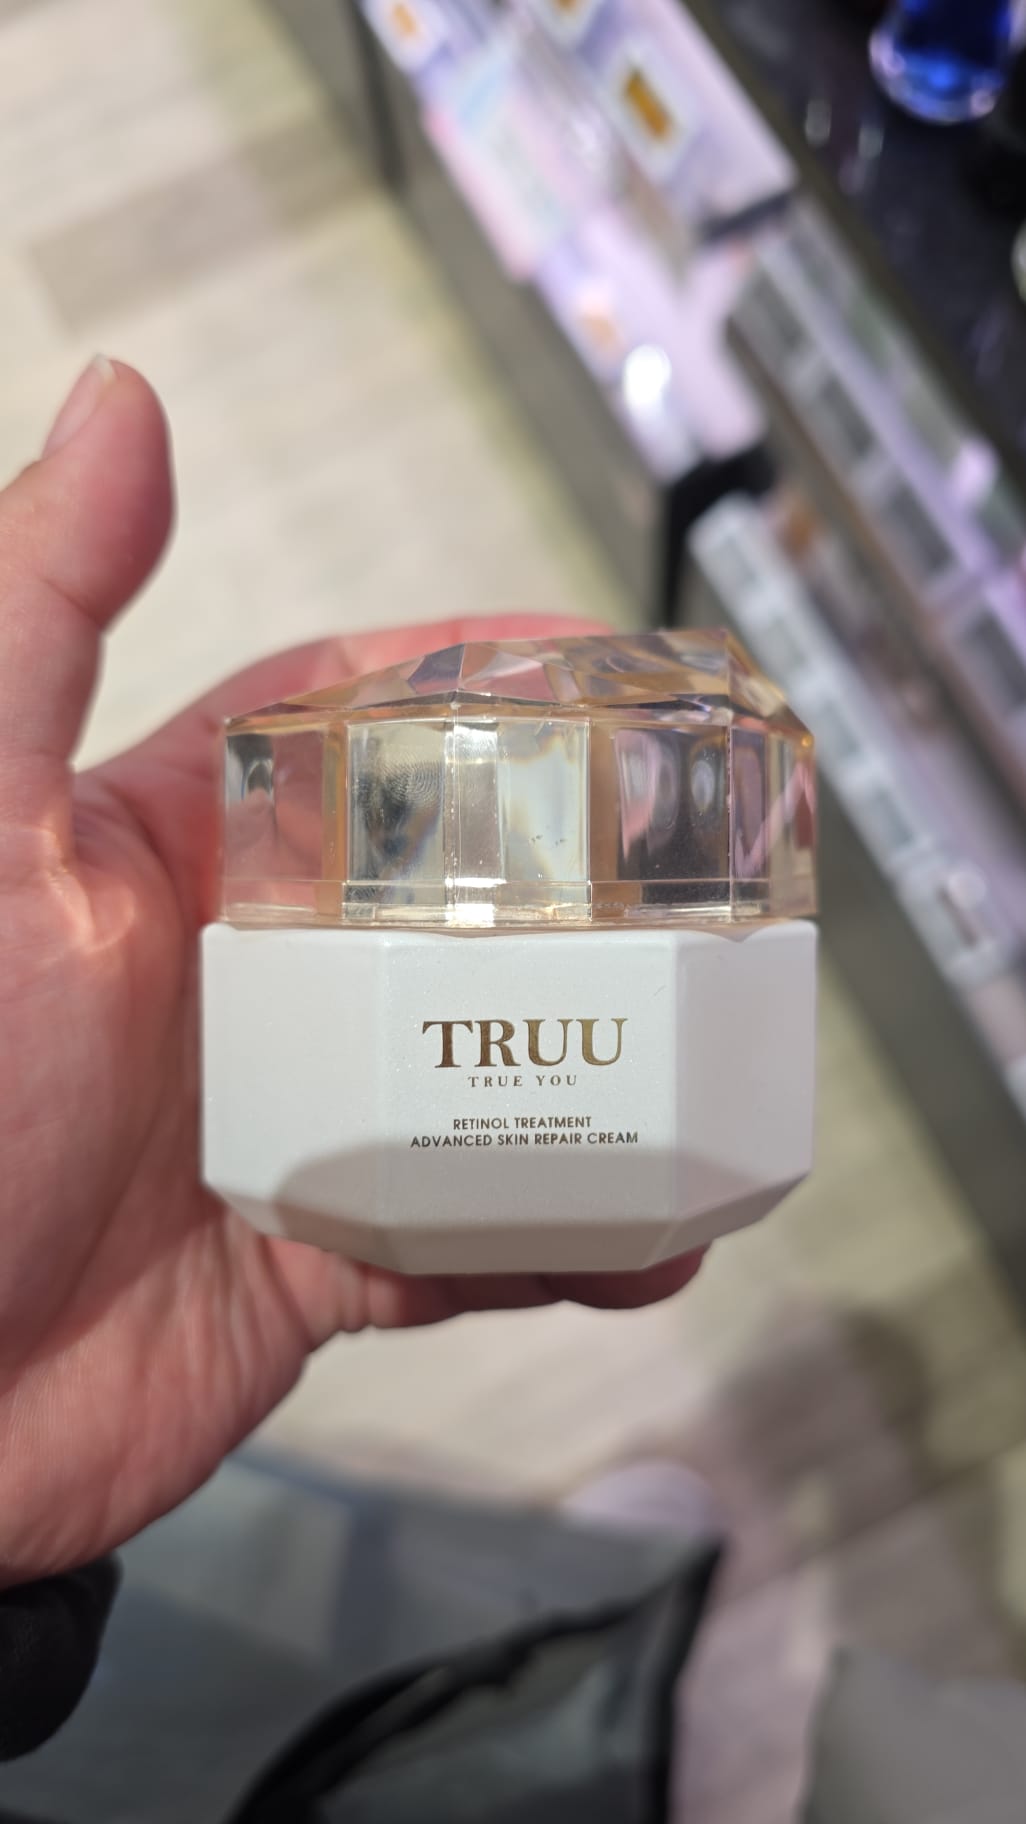 TRUU
TRUE YOU
RETINOL TREATMENT
ADVANCED SKIN REPAIR CREAM